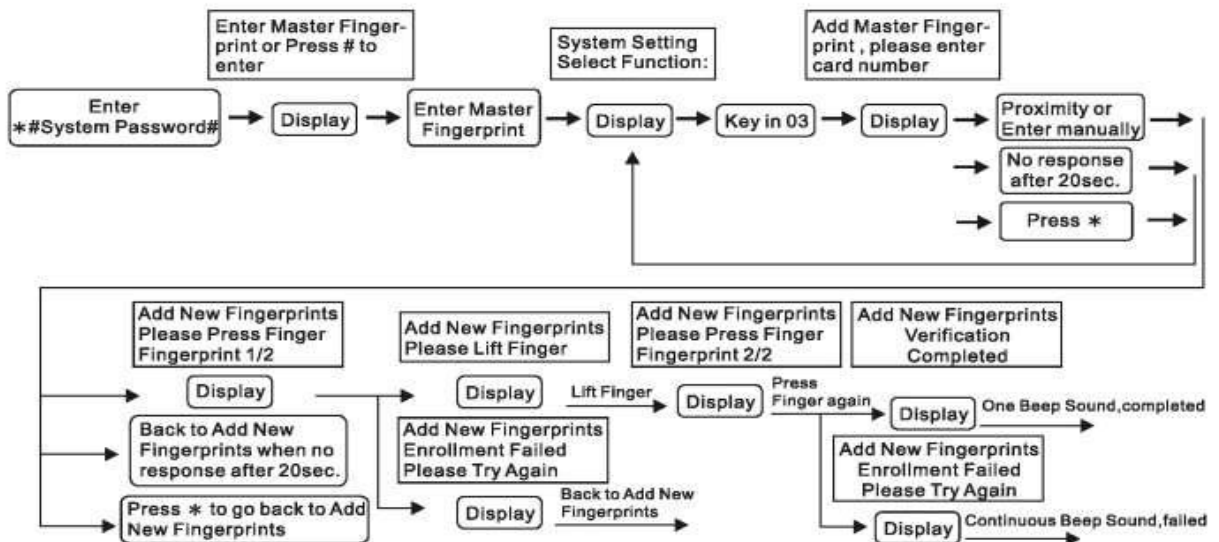 Enter Master Finger-
print or Press # to
enter
System Setting
Select Function:
Add Master Finger-
print , please enter
card number
Enter
*#System Password#
Display
Enter Master
Fingerprint
Display
Key in 03
Display
Proximity or
Enter manually
No response
after 20sec.
Press *
Add New Fingerprints
Please Press Finger
Fingerprint 1/2
Add New Fingerprints
Please Lift Finger
Add New Fingerprints
Please Press Finger
Fingerprint 2/2
Add New Fingerprints
Verification
Completed
Display
Display
Lift Finger
Display
Press
Finger again
Display
One Beep Sound,completed
Back to Add New
Fingerprints when no
response after 20sec.
Add New Fingerprints
Enrollment Failed
Please Try Again
Add New Fingerprints
Enrollment Failed
Please Try Again
Press * to go back to Add
New Fingerprints
Display
Back to Add New
Fingerprints
Display
Continuous Beep Sound,failed